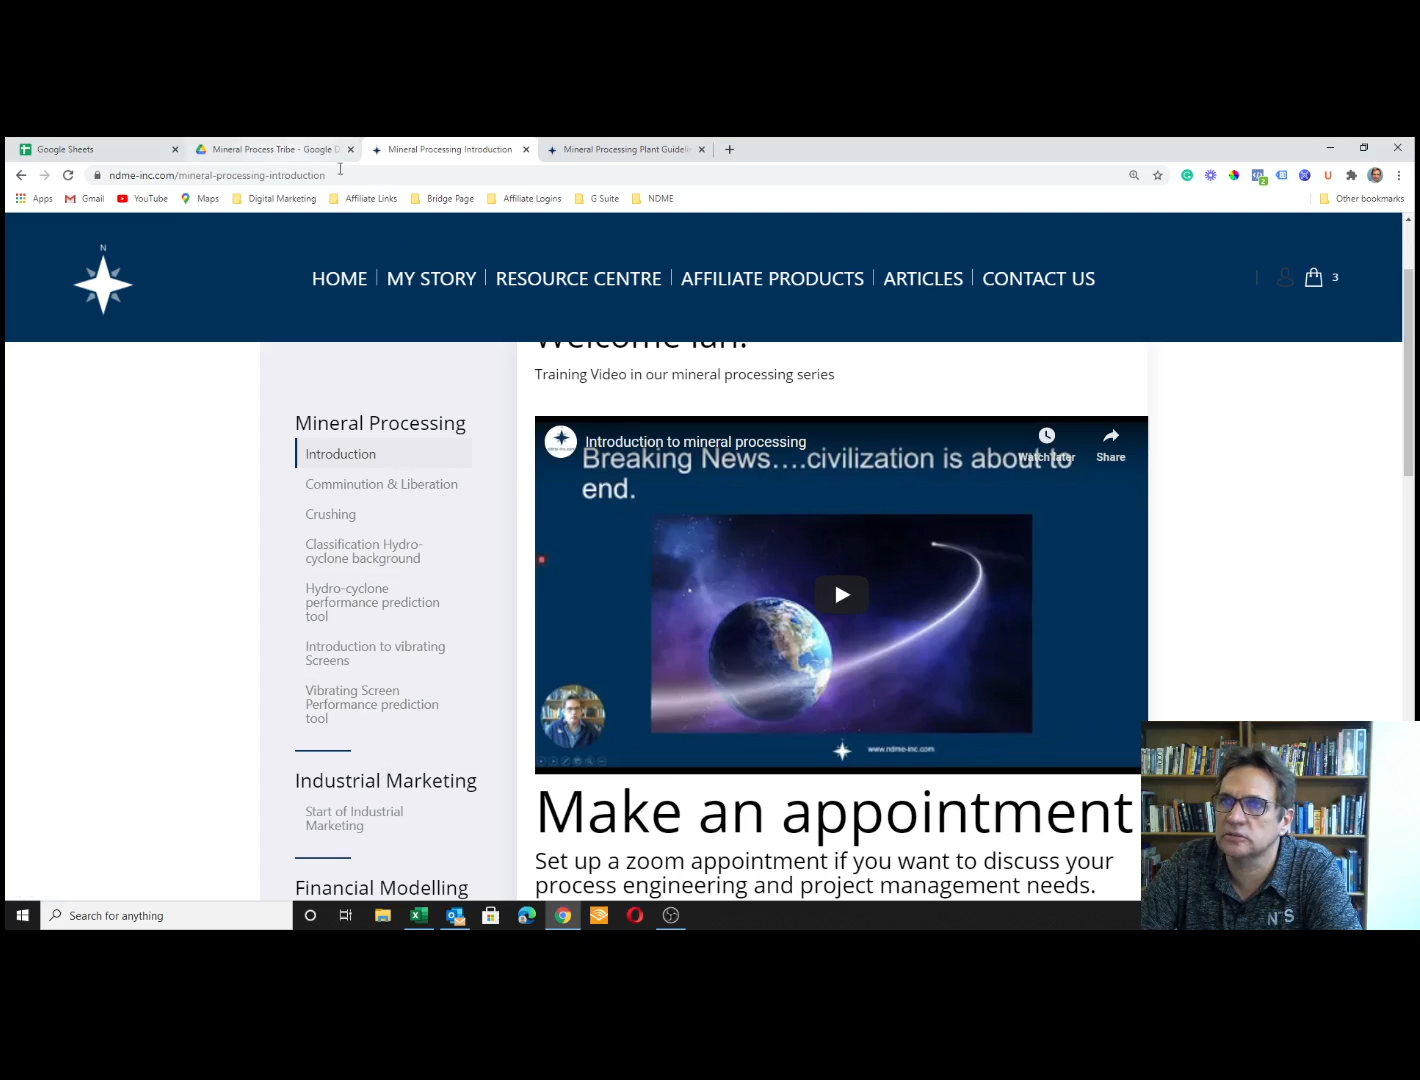 Google Sheets
Mineral Process Tribe - Google D
Mineral Processing Introduction
Mineral Processing Plant Guideli
ndme-inc.com/mineral-processing-introduction
Apps
Gmail
YouTube
Maps
Digital Marketing
Affiliate Links
Bridge Page
Affiliate Logins
G Suite
NDME
Other bookmarks
N
HOME
MY STORY
RESOURCE CENTRE
AFFILIATE PRODUCTS
ARTICLES
CONTACT US
3
Training Video in our mineral processing series
Mineral Processing
Introduction
Comminution & Liberation
Crushing
Classification Hydro-
cyclone background
Hydro-cyclone
performance prediction
tool
Introduction to vibrating
Screens
Vibrating Screen
Performance prediction
tool
Industrial Marketing
Start of Industrial
Marketing
Financial Modelling
Introduction to mineral processing
Watch later
Share
Breaking News....civilization is about to
end.
www.ndme-inc.com
Make an appointment
Set up a zoom appointment if you want to discuss your
process engineering and project management needs.
Search for anything